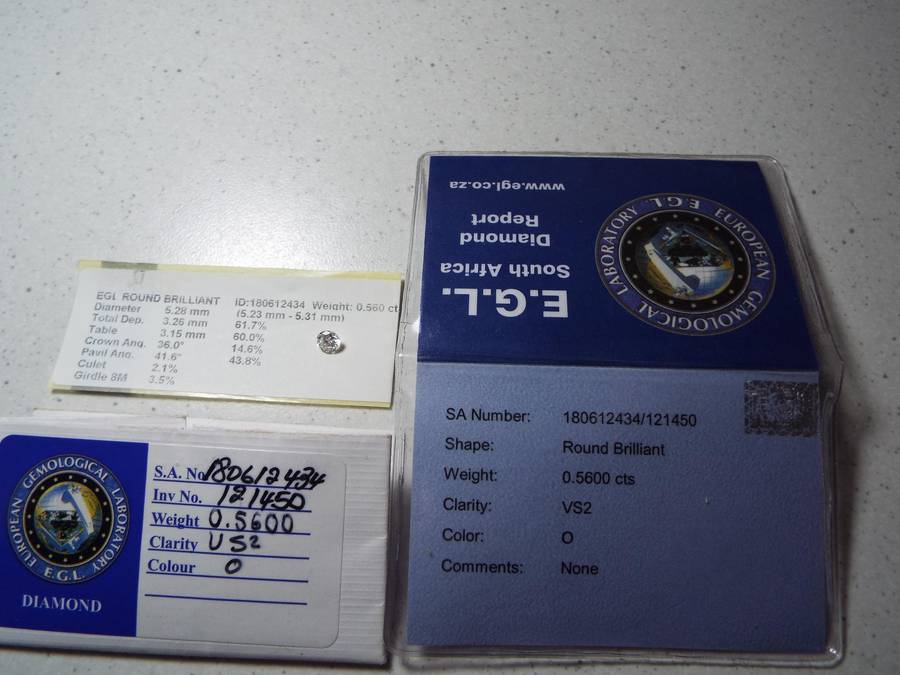 EGL ROUND BRILLIANT ID:180612434 Weight: 0.560 ct
Diameter 5.28 mm (5.23 mm - 5.31 mm)
Total Dep. 3.26 mm 61.7%
Table 3.15 mm 60.0%
Crown Ang. 36.0° 14.6%
Pavil Ang. 41.6° 43.8%
Culet 2.1%
Girdle 8M 3.5%
EUROPEAN GEMOLOGICAL LABORATORY
E.G.L.
DIAMOND
S.A. No 180612434
Inv No. 121450
Weight 0.5600
Clarity VS2
Colour O
E.G.L.
South Africa
Diamond
Report
www.egl.co.za
EUROPEAN GEMOLOGICAL LABORATORY
E.G.L.
SA Number: 180612434/121450
Shape: Round Brilliant
Weight: 0.5600 cts
Clarity: VS2
Color: O
Comments: None